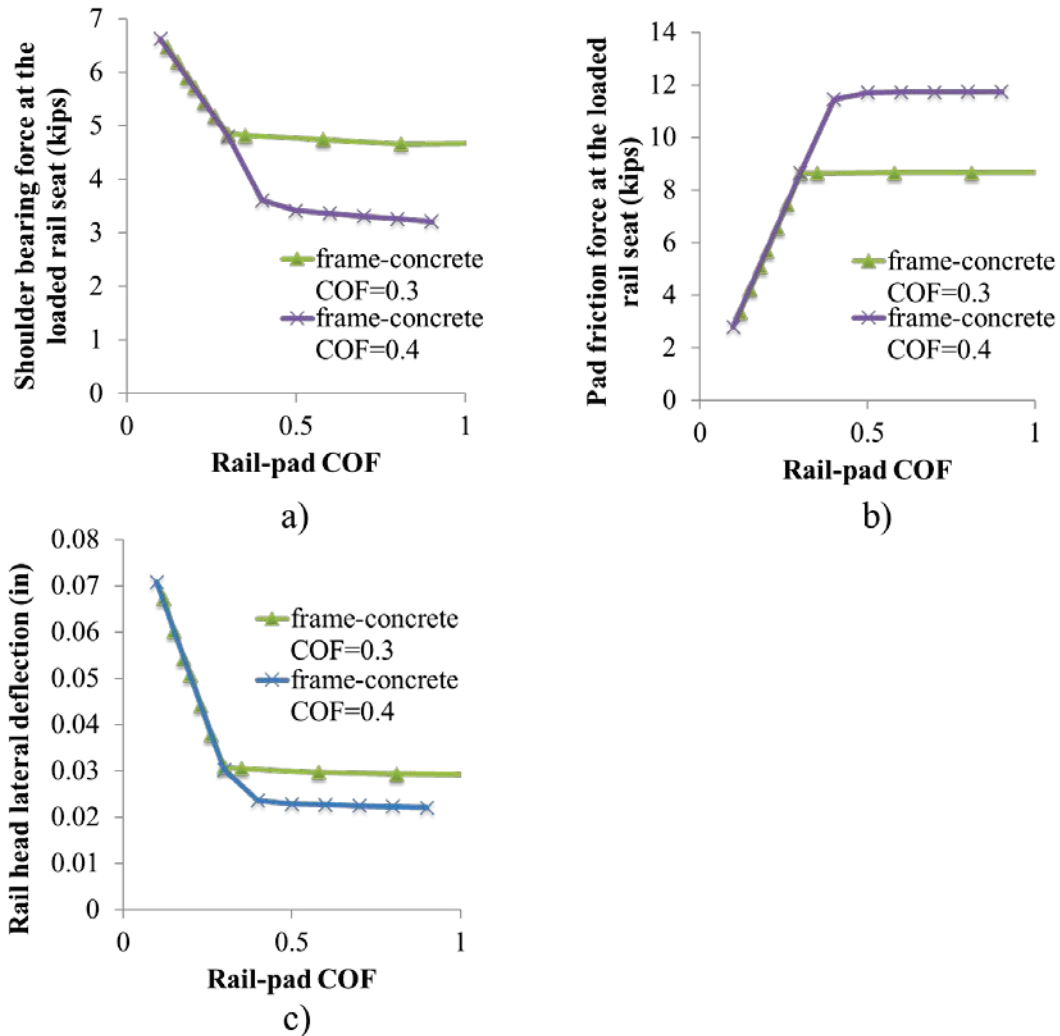 Shoulder bearing force at the
loaded rail seat (kips)
7
6
5
4
3
2
1
0
0
0.5
1
Rail-pad COF
frame-concrete
COF=0.3
frame-concrete
COF=0.4
a)
Pad friction force at the loaded
rail seat (kips)
14
12
10
8
6
4
2
0
0
0.5
1
Rail-pad COF
frame-concrete
COF=0.3
frame-concrete
COF=0.4
b)
Rail head lateral deflection (in)
0.08
0.07
0.06
0.05
0.04
0.03
0.02
0.01
0
0
0.5
1
Rail-pad COF
frame-concrete
COF=0.3
frame-concrete
COF=0.4
c)